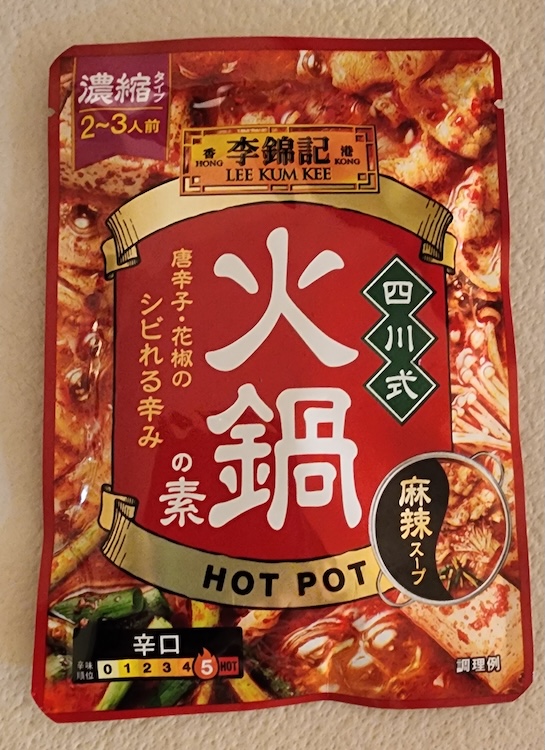 濃縮タイプ
2~3人前
香 李錦記 港
HONG LEE KUM KEE KONG
四川式
火鍋
の素
唐辛子・花椒の
シビれる辛み
麻辣スープ
HOT POT
辛口
辛味順位 0 1 2 3 4 5 HOT
調理例